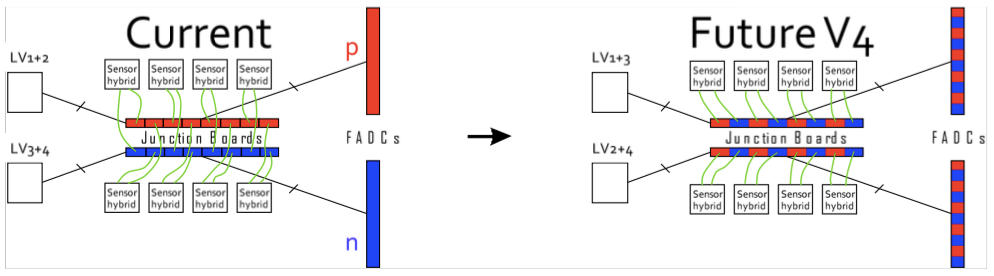 Current
Future V4
LV1+2
p
Sensor hybrid
Sensor hybrid
Sensor hybrid
Sensor hybrid
Junction Boards
FADCs
LV3+4
Sensor hybrid
Sensor hybrid
Sensor hybrid
Sensor hybrid
n
LV1+3
Sensor hybrid
Sensor hybrid
Sensor hybrid
Sensor hybrid
Junction Boards
FADCs
LV2+4
Sensor hybrid
Sensor hybrid
Sensor hybrid
Sensor hybrid